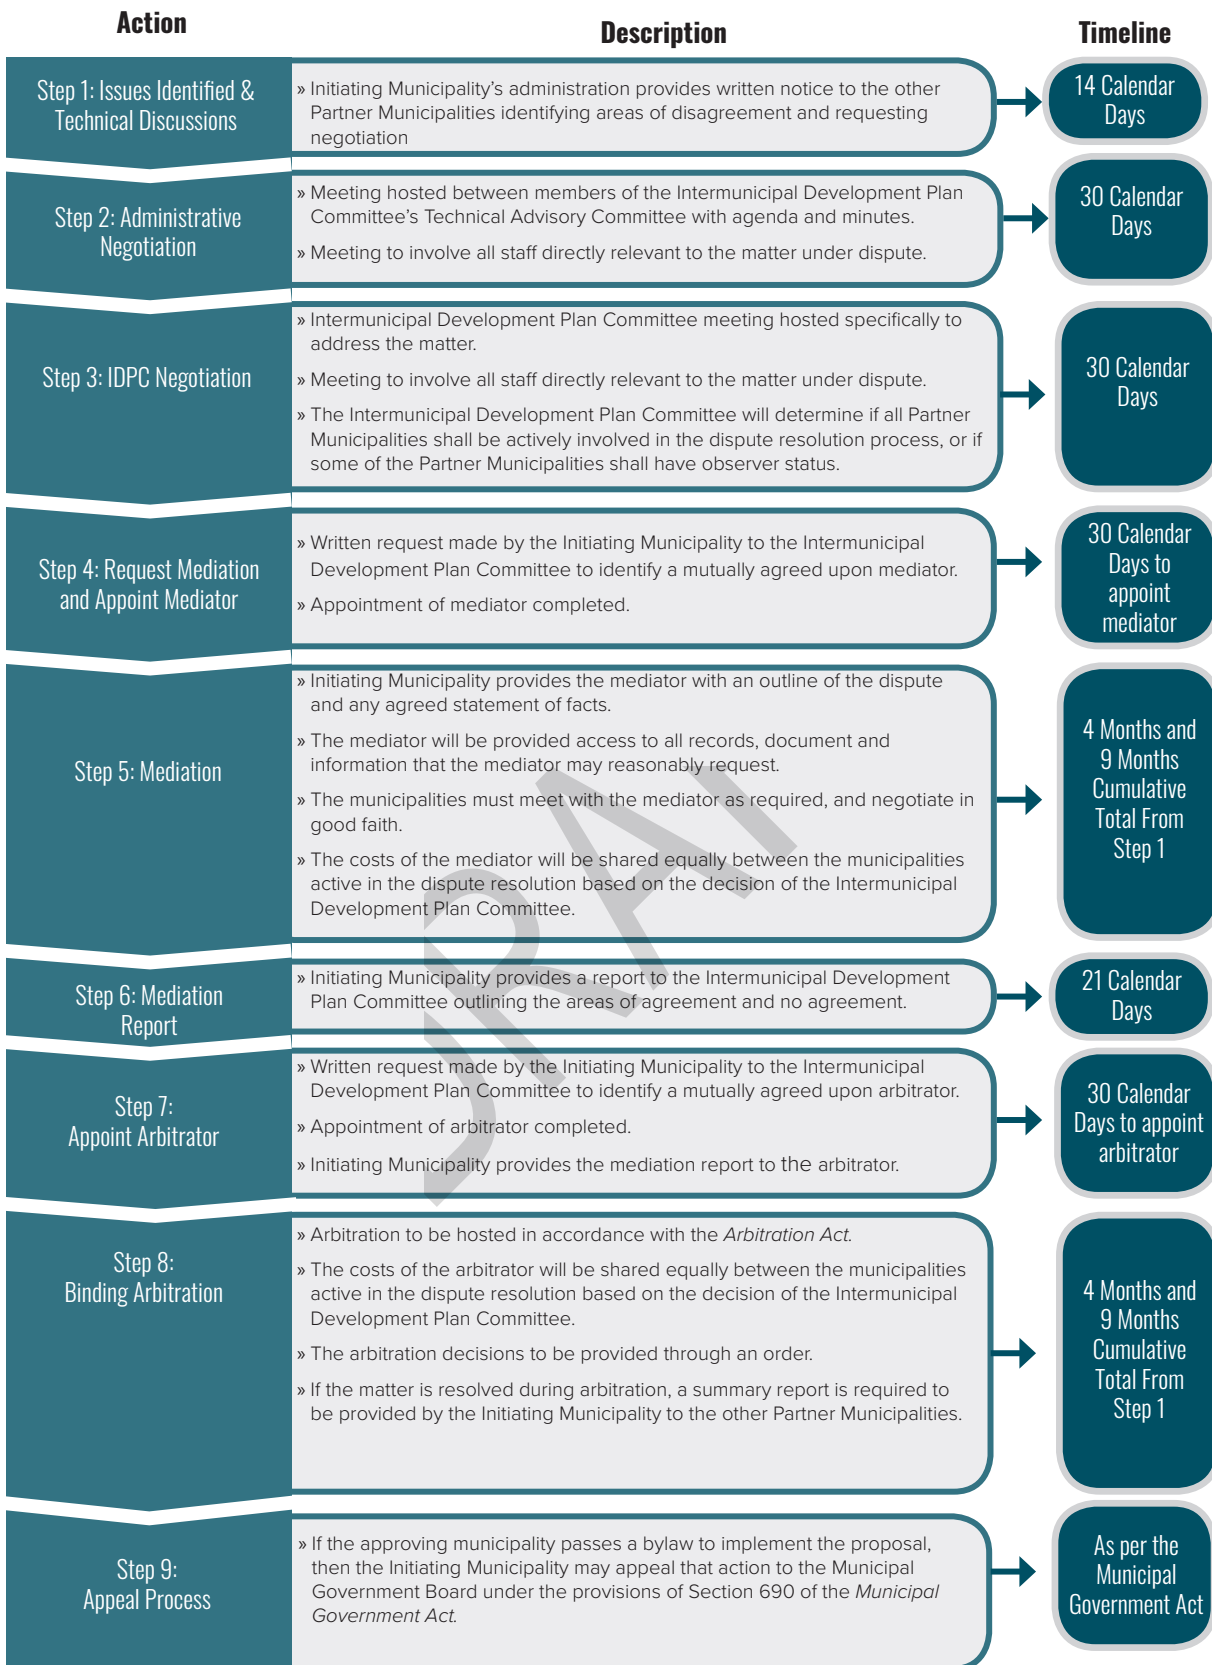 Action
Description
Timeline
Step 1: Issues Identified &
Technical Discussions
» Initiating Municipality's administration provides written notice to the other
Partner Municipalities identifying areas of disagreement and requesting
negotiation
14 Calendar
Days
Step 2: Administrative
Negotiation
» Meeting hosted between members of the Intermunicipal Development Plan
Committee's Technical Advisory Committee with agenda and minutes.
» Meeting to involve all staff directly relevant to the matter under dispute.
30 Calendar
Days
Step 3: IDPC Negotiation
» Intermunicipal Development Plan Committee meeting hosted specifically to
address the matter.
» Meeting to involve all staff directly relevant to the matter under dispute.
» The Intermunicipal Development Plan Committee will determine if all Partner
Municipalities shall be actively involved in the dispute resolution process, or if
some of the Partner Municipalities shall have observer status.
30 Calendar
Days
Step 4: Request Mediation
and Appoint Mediator
» Written request made by the Initiating Municipality to the Intermunicipal
Development Plan Committee to identify a mutually agreed upon mediator.
» Appointment of mediator completed.
30 Calendar
Days to
appoint
mediator
Step 5: Mediation
» Initiating Municipality provides the mediator with an outline of the dispute
and any agreed statement of facts.
» The mediator will be provided access to all records, document and
information that the mediator may reasonably request.
» The municipalities must meet with the mediator as required, and negotiate in
good faith.
» The costs of the mediator will be shared equally between the municipalities
active in the dispute resolution based on the decision of the Intermunicipal
Development Plan Committee.
4 Months and
9 Months
Cumulative
Total From
Step 1
Step 6: Mediation
Report
» Initiating Municipality provides a report to the Intermunicipal Development
Plan Committee outlining the areas of agreement and no agreement.
21 Calendar
Days
Step 7:
Appoint Arbitrator
» Written request made by the Initiating Municipality to the Intermunicipal
Development Plan Committee to identify a mutually agreed upon arbitrator.
» Appointment of arbitrator completed.
» Initiating Municipality provides the mediation report to the arbitrator.
30 Calendar
Days to appoint
arbitrator
Step 8:
Binding Arbitration
» Arbitration to be hosted in accordance with the Arbitration Act.
» The costs of the arbitrator will be shared equally between the municipalities
active in the dispute resolution based on the decision of the Intermunicipal
Development Plan Committee.
» The arbitration decisions to be provided through an order.
» If the matter is resolved during arbitration, a summary report is required to
be provided by the Initiating Municipality to the other Partner Municipalities.
4 Months and
9 Months
Cumulative
Total From
Step 1
Step 9:
Appeal Process
» If the approving municipality passes a bylaw to implement the proposal,
then the Initiating Municipality may appeal that action to the Municipal
Government Board under the provisions of Section 690 of the Municipal
Government Act.
As per the
Municipal
Government Act